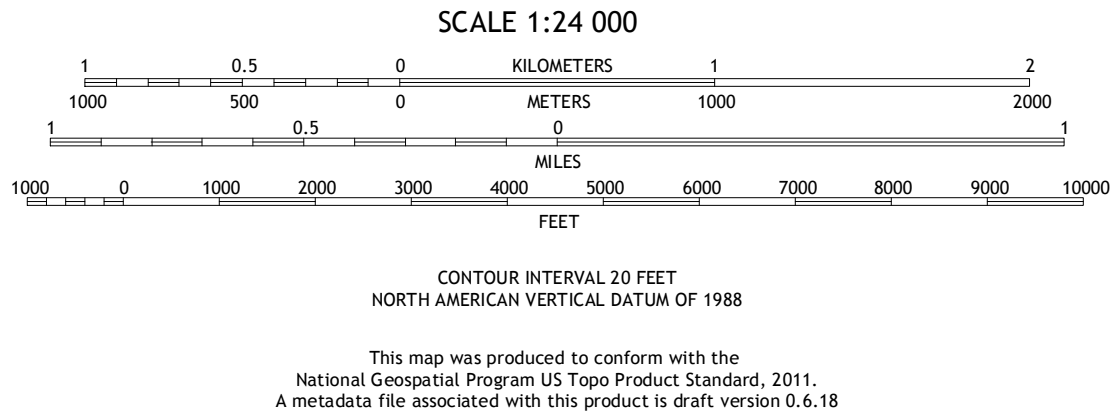 SCALE 1:24 000
1 0.5 0 KILOMETERS 1 2
1000 500 0 METERS 1000 2000
1 0.5 0 1
MILES
1000 0 1000 2000 3000 4000 5000 6000 7000 8000 9000 10000
FEET
CONTOUR INTERVAL 20 FEET
NORTH AMERICAN VERTICAL DATUM OF 1988
This map was produced to conform with the
National Geospatial Program US Topo Product Standard, 2011.
A metadata file associated with this product is draft version 0.6.18